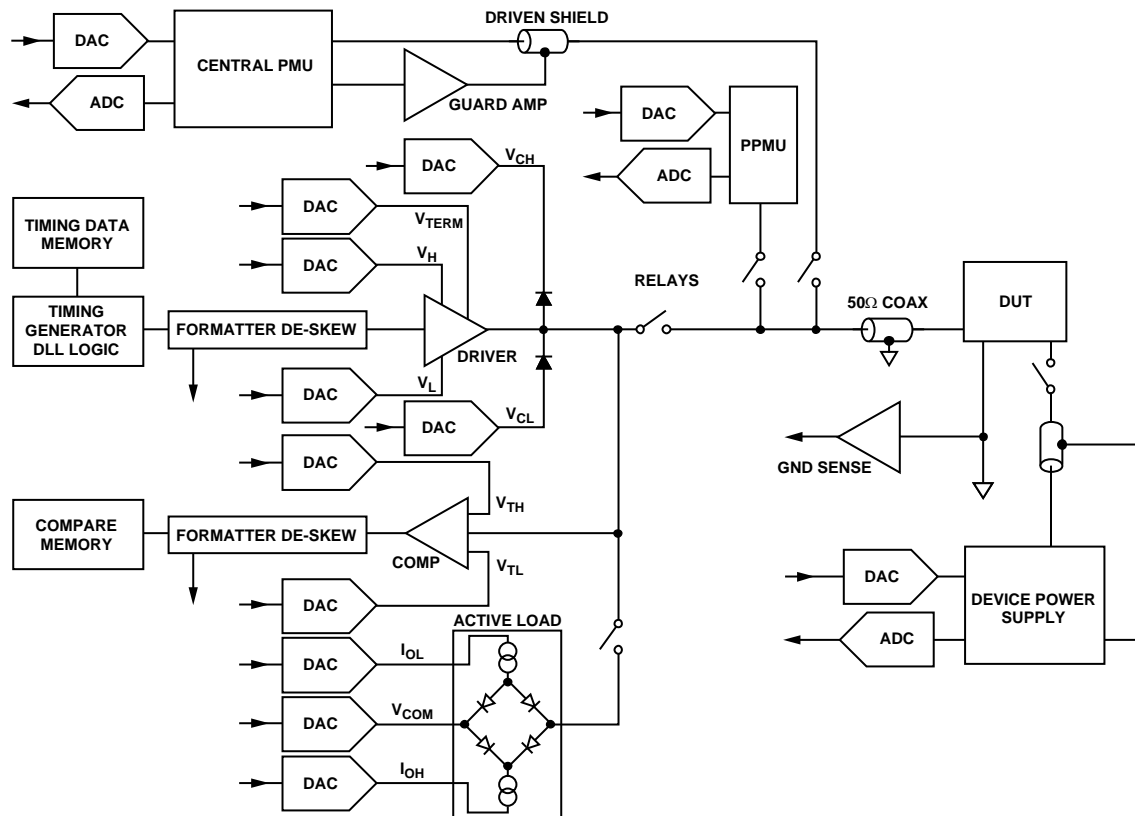 DRIVEN SHIELD
DAC
CENTRAL PMU
ADC
GUARD AMP
DAC
PPMU
ADC
DAC
V_CH
DAC
V_TERM
TIMING DATA
MEMORY
DAC
V_H
RELAYS
TIMING
GENERATOR
DLL LOGIC
FORMATTER DE-SKEW
DRIVER
50Ω COAX
DUT
DAC
V_L
DAC
V_CL
DAC
V_TH
GND SENSE
COMPARE
MEMORY
FORMATTER DE-SKEW
COMP
V_TL
DAC
ACTIVE LOAD
DAC
I_OL
DAC
V_COM
DAC
I_OH
DAC
ADC
DEVICE POWER
SUPPLY